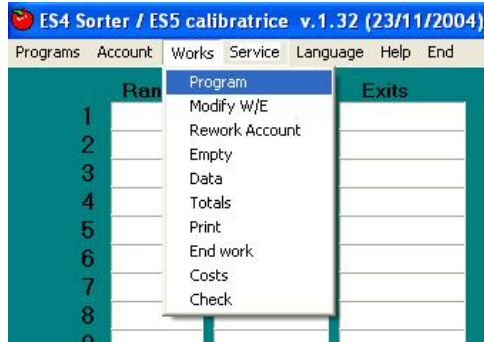 ES4 Sorter / ES5 calibratrice v.1.32 (23/11/2004)
Programs Account Works Service Language Help End
Ran Exits
Program
Modify W/E
Rework Account
Empty
Data
Totals
Print
End work
Costs
Check
1
2
3
4
5
6
7
8